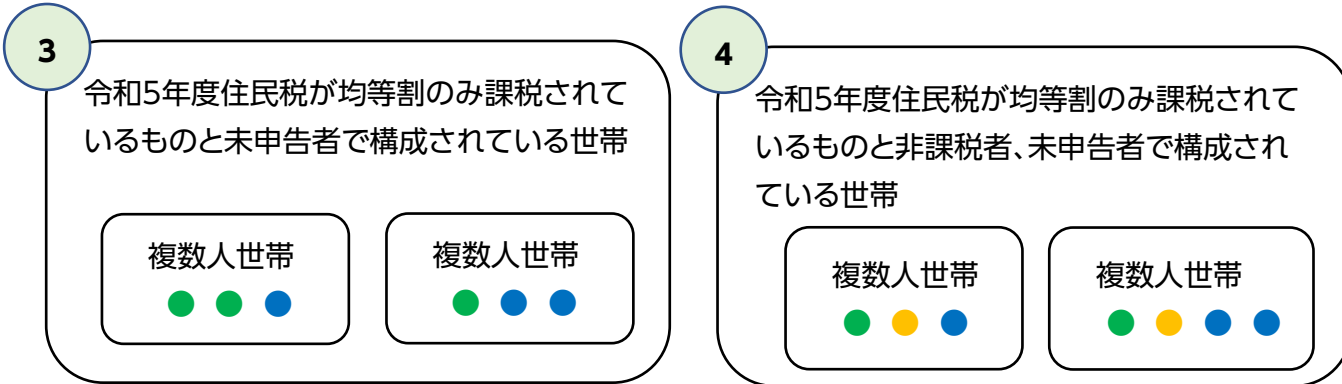 3
令和5年度住民税が均等割のみ課税されて
いるものと未申告者で構成されている世帯
複数人世帯
複数人世帯
4
令和5年度住民税が均等割のみ課税されて
いるものと非課税者、未申告者で構成され
ている世帯
複数人世帯
複数人世帯